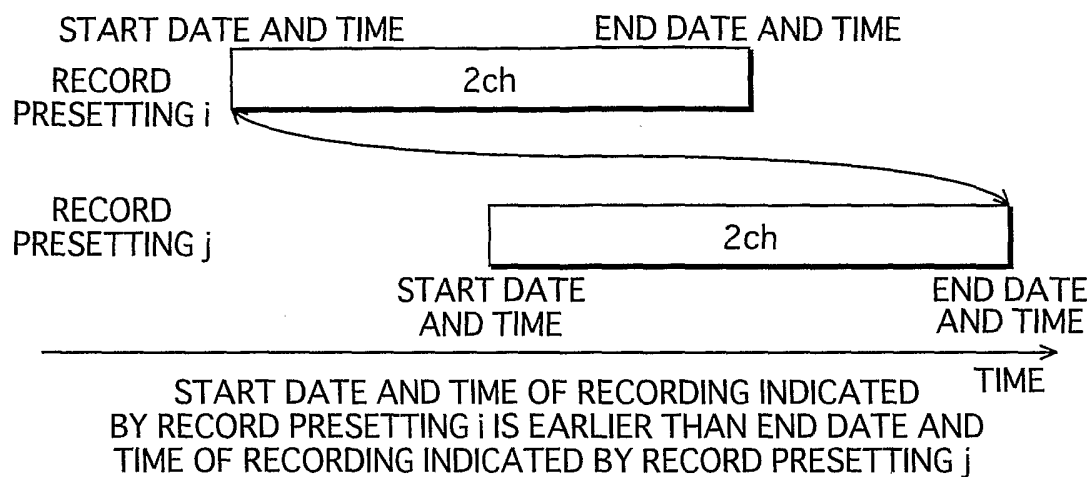 START DATE AND TIME
END DATE AND TIME
RECORD
PRESETTING i
2ch
RECORD
PRESETTING j
2ch
START DATE
AND TIME
END DATE
AND TIME
TIME
START DATE AND TIME OF RECORDING INDICATED
BY RECORD PRESETTING i IS EARLIER THAN END DATE AND
TIME OF RECORDING INDICATED BY RECORD PRESETTING j